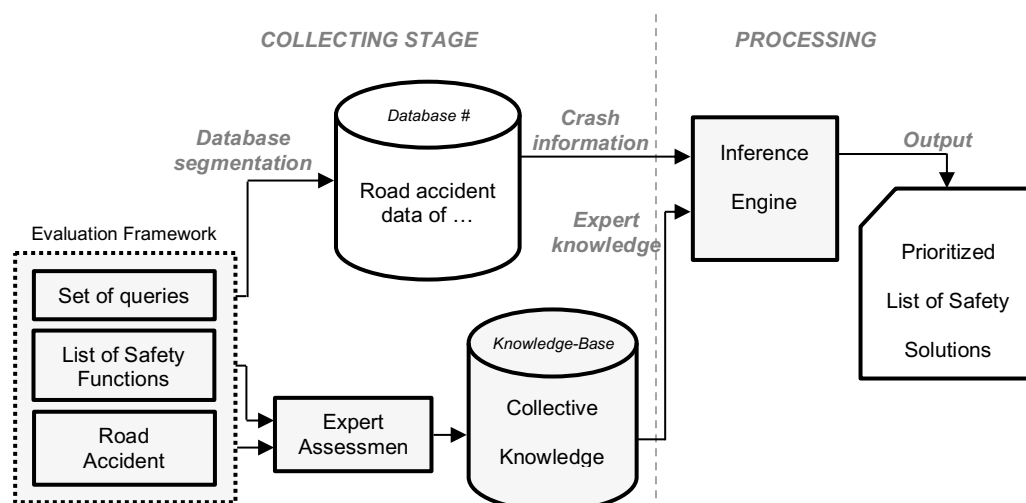 COLLECTING STAGE
PROCESSING
Database #
Road accident
data of …
Database
segmentation
Crash
information
Inference
Engine
Output
Expert
knowledge
Prioritized
List of Safety
Solutions
Evaluation Framework
Set of queries
List of Safety
Functions
Road
Accident
Expert
Assessmen
Knowledge-Base
Collective
Knowledge